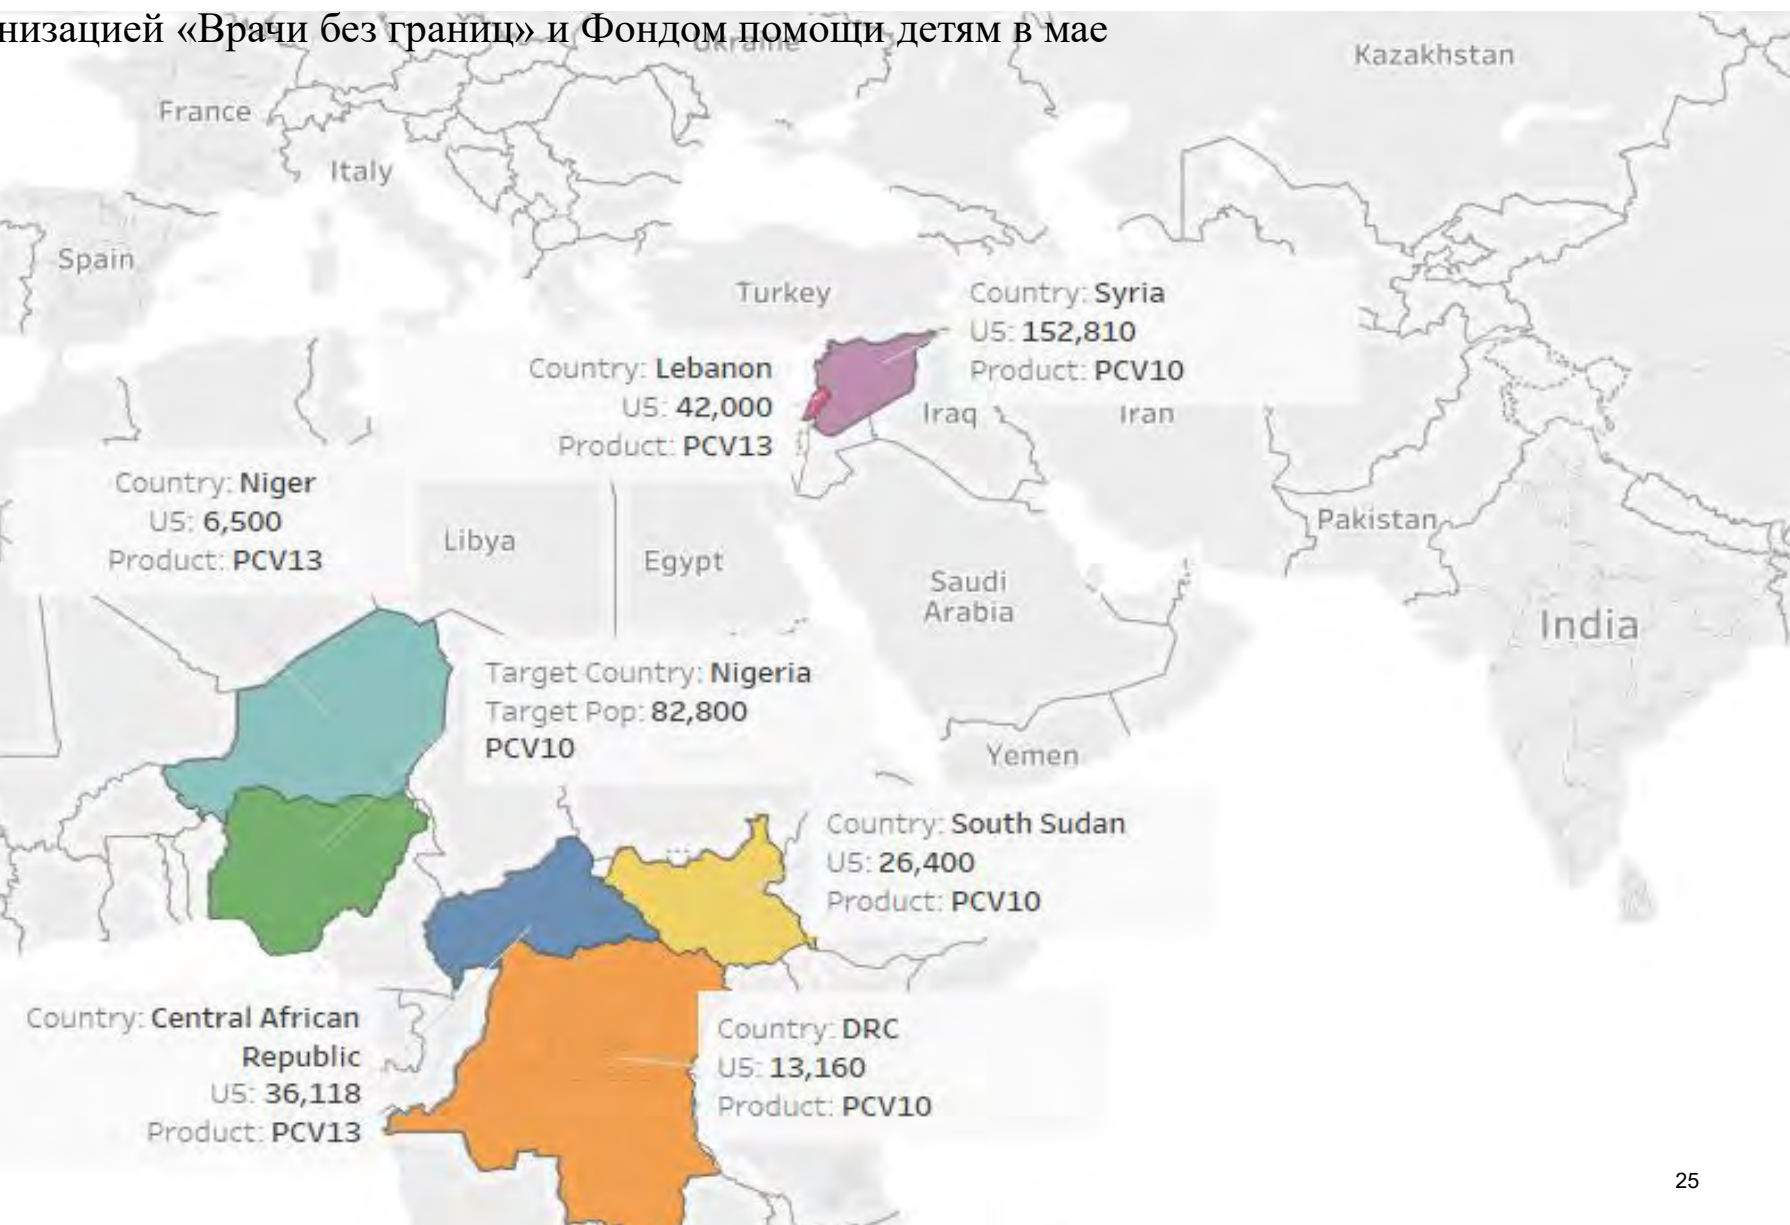 низацией «Врачи без границ» и Фондом помощи детям в мае
Ukraine
Kazakhstan
France
Italy
Spain
Turkey
Country: Syria
U5: 152,810
Product: PCV10
Country: Lebanon
U5: 42,000
Product: PCV13
Iraq
Iran
Country: Niger
U5: 6,500
Product: PCV13
Libya
Egypt
Pakistan
Saudi
Arabia
India
Target Country: Nigeria
Target Pop: 82,800
PCV10
Yemen
Country: South Sudan
U5: 26,400
Product: PCV10
Country: Central African
Republic
U5: 36,118
Product: PCV13
Country: DRC
U5: 13,160
Product: PCV10
25